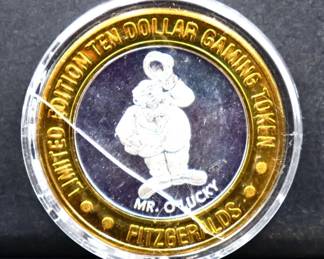 LIMITED EDITION TEN DOLLAR GAMING TOKEN
MR. O'LUCKY
FITZGERALDS